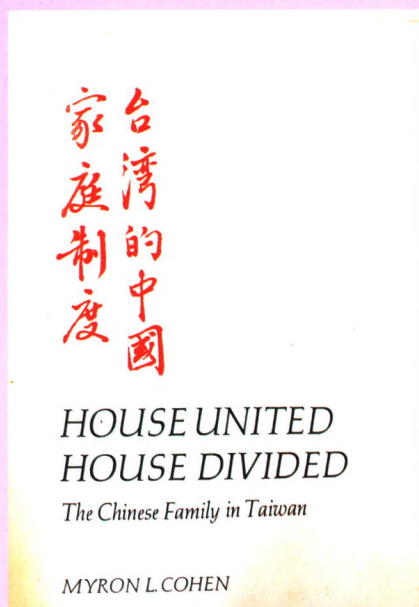 台湾的中國
家庭制度
HOUSE UNITED
HOUSE DIVIDED
The Chinese Family in Taiwan
MYRON L. COHEN